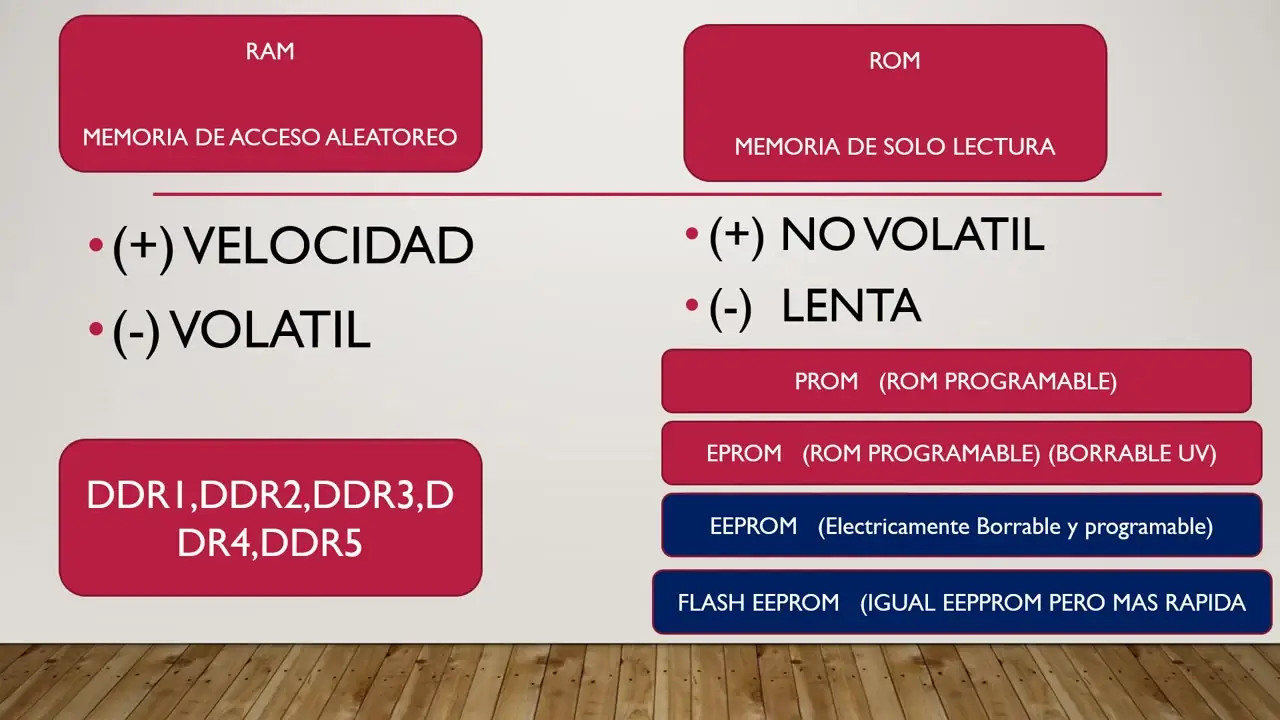 RAM
MEMORIA DE ACCESO ALEATOREO
• (+) VELOCIDAD
• (-) VOLATIL
DDR1,DDR2,DDR3,D
DR4,DDR5
ROM
MEMORIA DE SOLO LECTURA
• (+) NO VOLATIL
• (-) LENTA
PROM (ROM PROGRAMABLE)
EPROM (ROM PROGRAMABLE) (BORRABLE UV)
EEPROM (Electricamente Borrable y programable)
FLASH EEPROM (IGUAL EEPPROM PERO MAS RAPIDA